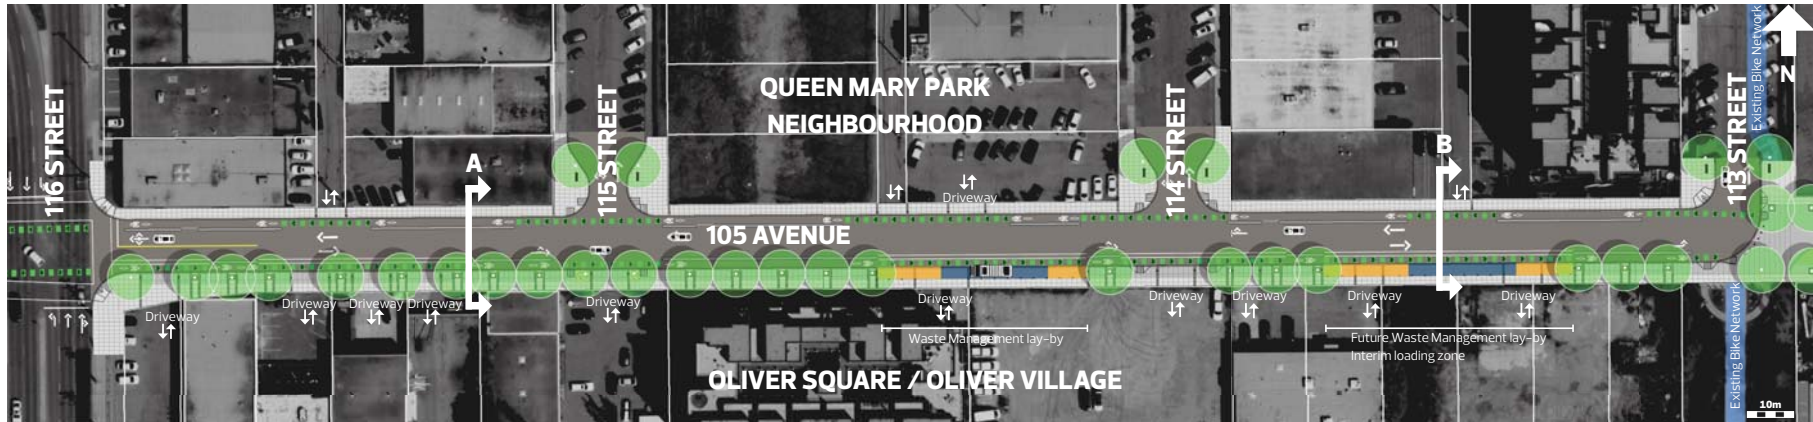 Existing Bike Network
N
116 STREET
115 STREET
114 STREET
113 STREET
QUEEN MARY PARK
NEIGHBOURHOOD
A
B
Driveway
105 AVENUE
Driveway
Driveway
Driveway
Driveway
Driveway
Driveway
Driveway
Driveway
Driveway
Driveway
Waste Management lay-by
Future Waste Management lay-by
Interim loading zone
OLIVER SQUARE / OLIVER VILLAGE
Existing Bike Network
10m